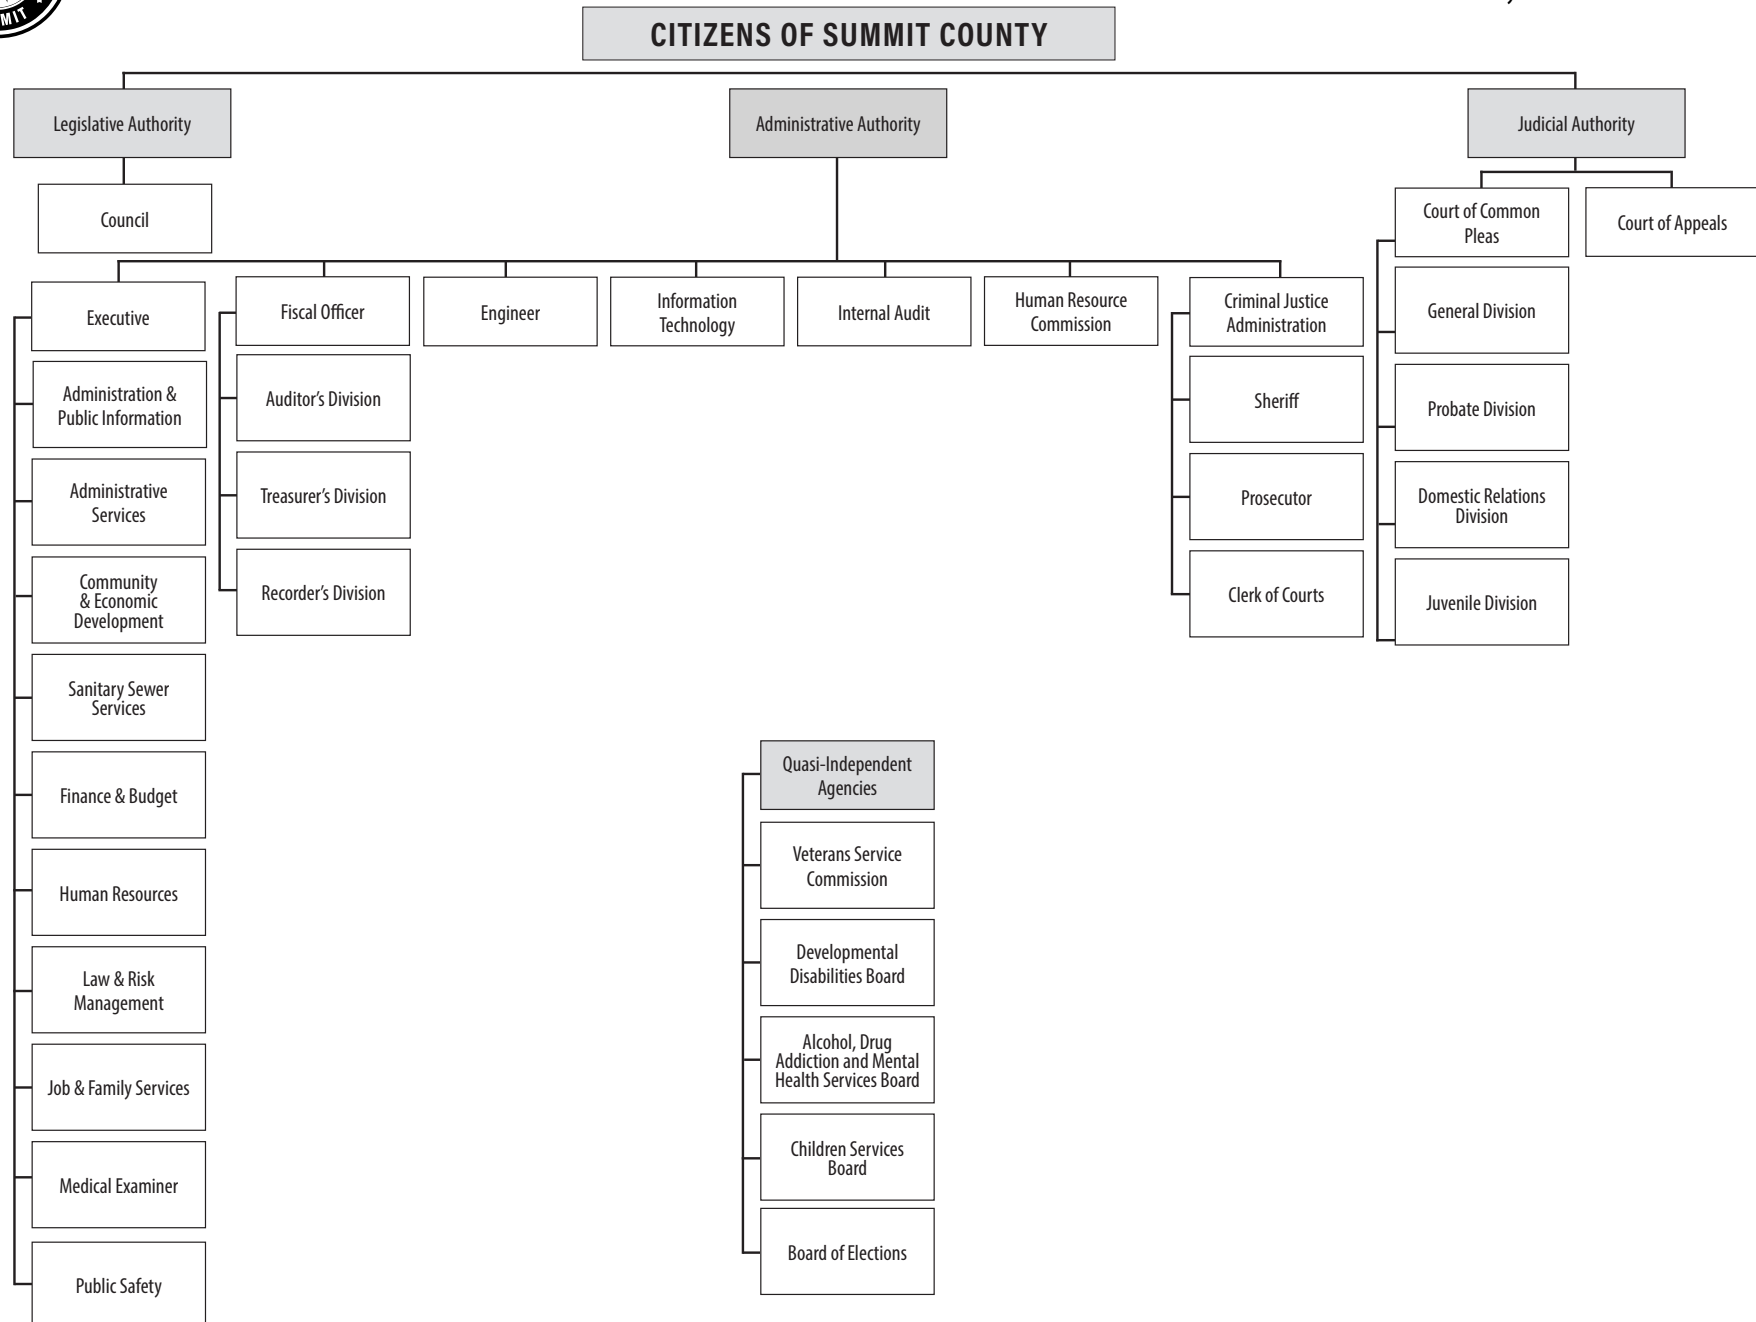 MIT
CITIZENS OF SUMMIT COUNTY
Legislative Authority
Administrative Authority
Judicial Authority
Council
Court of Common
Pleas
Court of Appeals
Executive
Fiscal Officer
Engineer
Information
Technology
Internal Audit
Human Resource
Commission
Criminal Justice
Administration
General Division
Administration &
Public Information
Auditor's Division
Sheriff
Probate Division
Administrative
Services
Treasurer's Division
Prosecutor
Domestic Relations
Division
Community
& Economic
Development
Recorder's Division
Clerk of Courts
Juvenile Division
Sanitary Sewer
Services
Finance & Budget
Human Resources
Law & Risk
Management
Job & Family Services
Medical Examiner
Public Safety
Quasi-Independent
Agencies
Veterans Service
Commission
Developmental
Disabilities Board
Alcohol, Drug
Addiction and Mental
Health Services Board
Children Services
Board
Board of Elections